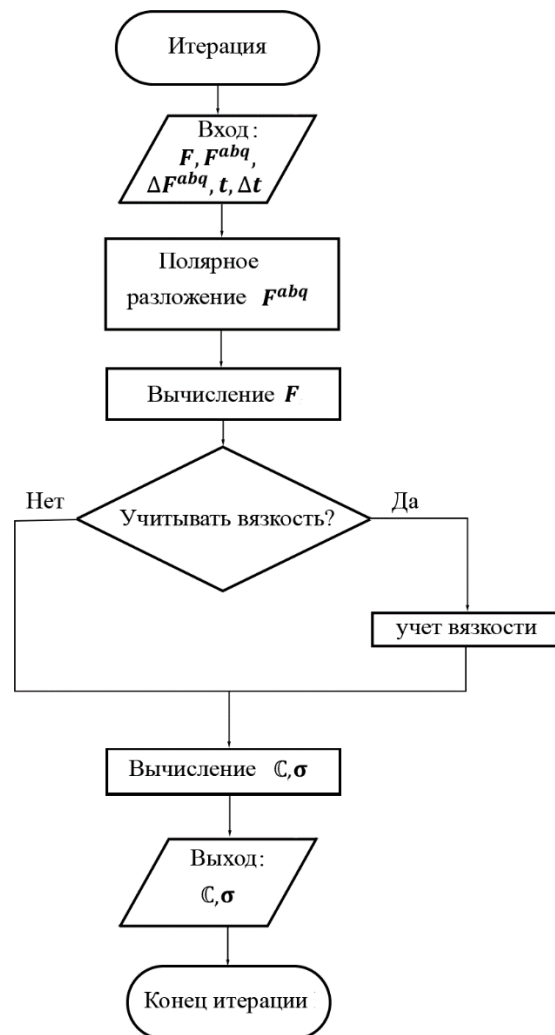 Итерация
Вход:
F, F^abq,
ΔF^abq, t, Δt
Полярное
разложение F^abq
Вычисление F
Нет
Да
Учитывать вязкость?
учет вязкости
Вычисление ℂ,σ
Выход:
ℂ,σ
Конец итерации